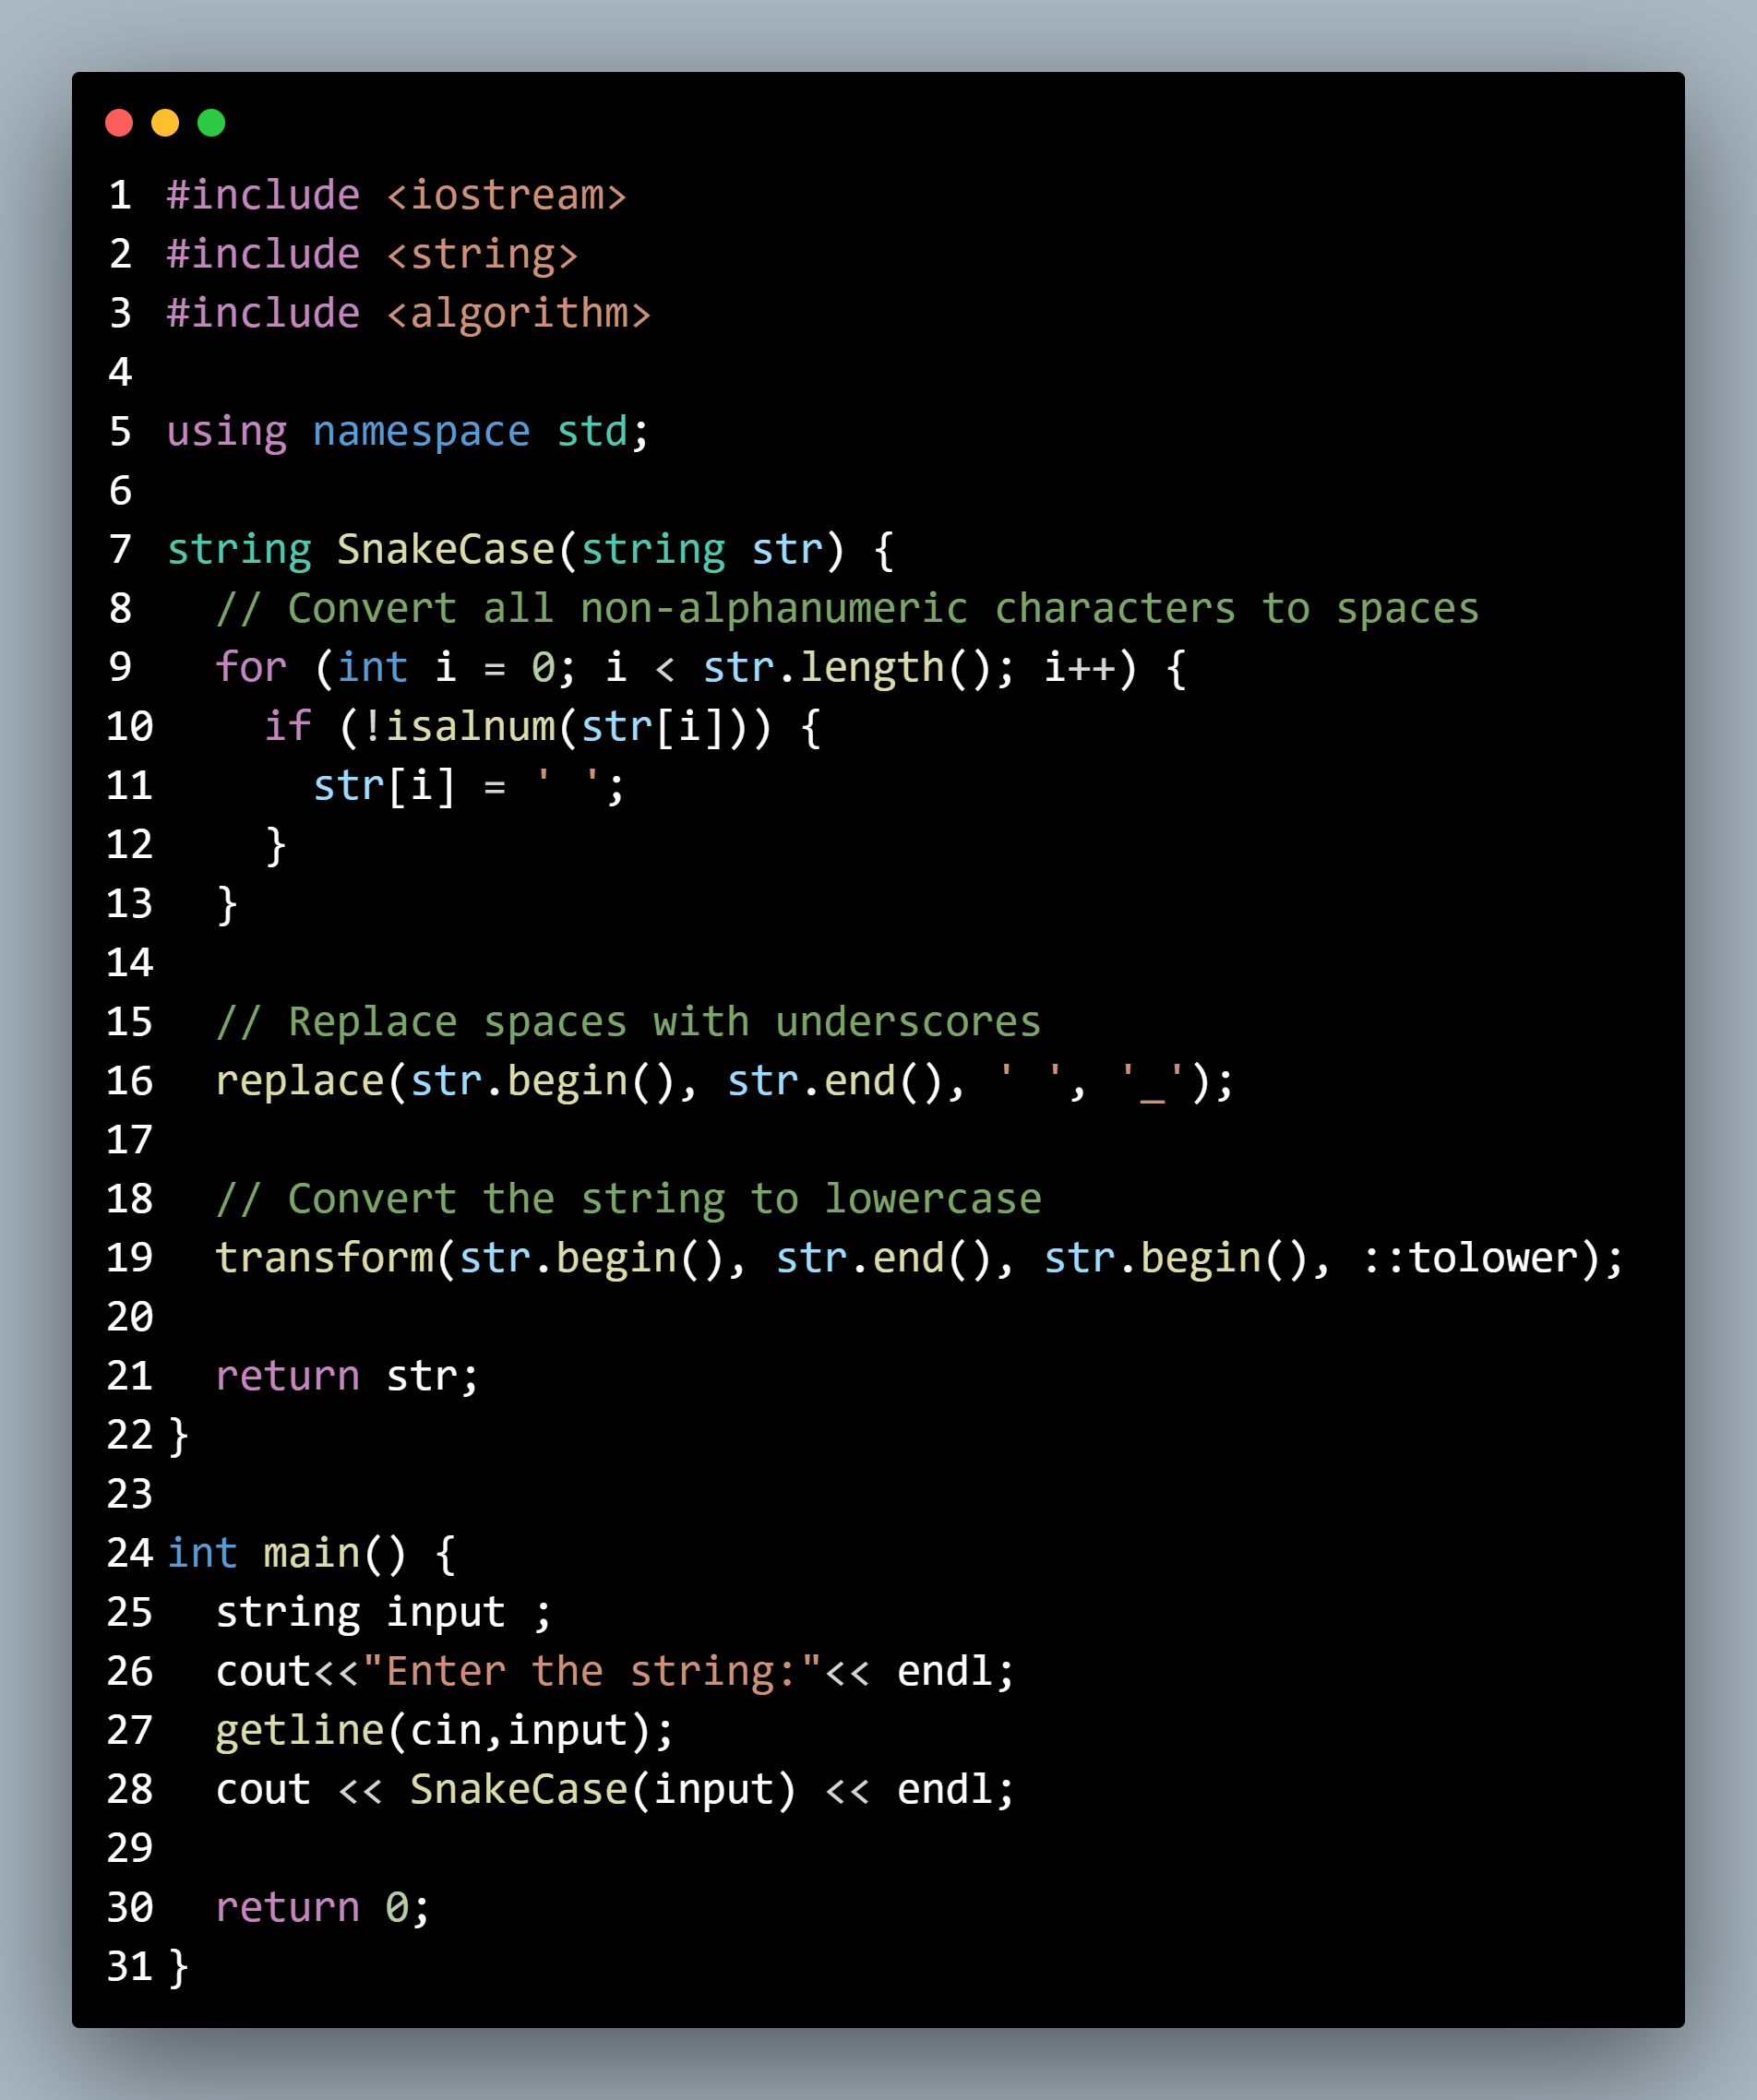 1 #include <iostream>
2 #include <string>
3 #include <algorithm>
4
5 using namespace std;
6
7 string SnakeCase(string str) {
8   // Convert all non-alphanumeric characters to spaces
9   for (int i = 0; i < str.length(); i++) {
10     if (!isalnum(str[i])) {
11       str[i] = ' ';
12     }
13   }
14
15   // Replace spaces with underscores
16   replace(str.begin(), str.end(), ' ', '_');
17
18   // Convert the string to lowercase
19   transform(str.begin(), str.end(), str.begin(), ::tolower);
20
21   return str;
22 }
23
24 int main() {
25   string input ;
26   cout<<"Enter the string:"<< endl;
27   getline(cin,input);
28   cout << SnakeCase(input) << endl;
29
30   return 0;
31 }